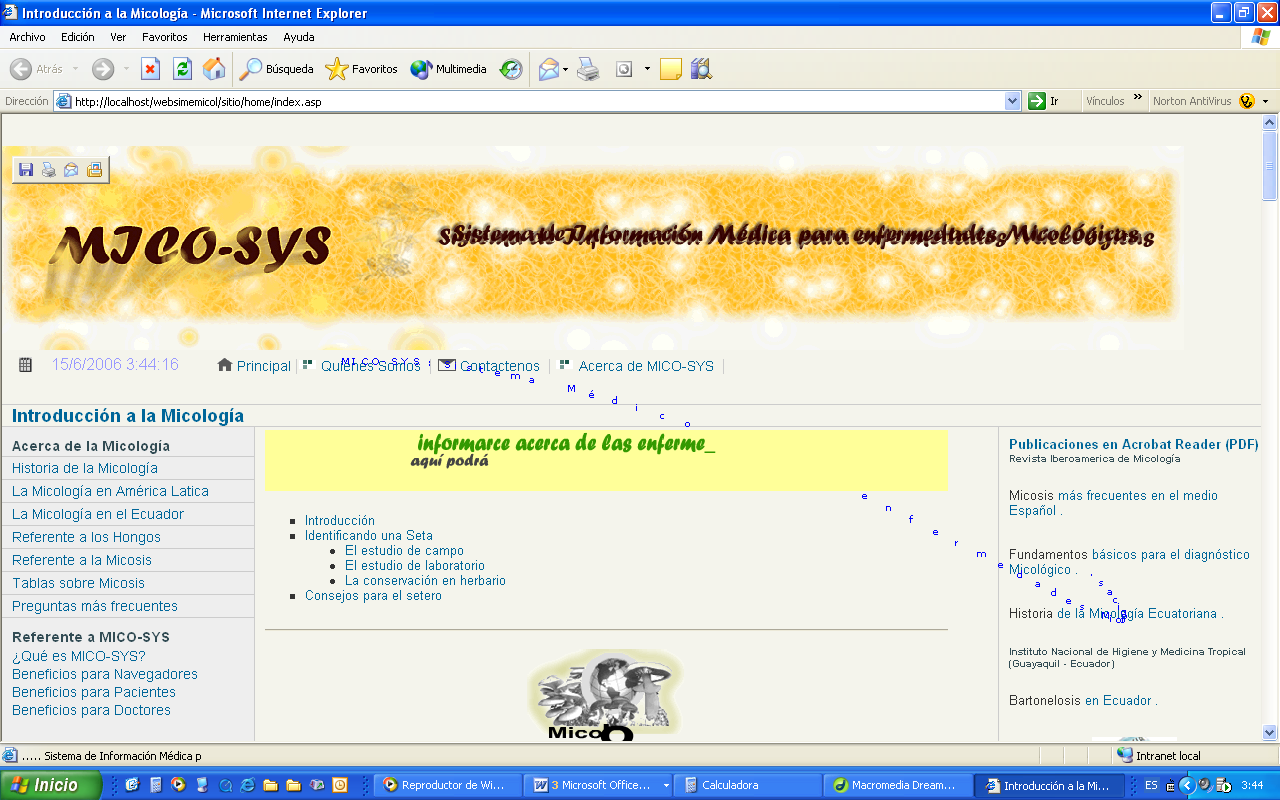 Introducción a la Micología - Microsoft Internet Explorer
Archivo Edición Ver Favoritos Herramientas Ayuda
Atrás Búsqueda Favoritos Multimedia
Dirección http://localhost/websimemicol/sitio/home/index.asp Ir Vínculos » Norton AntiVirus
MICO-SYS
Sistema de Información Médica para enfermedades Micológicas
15/6/2006 3:44:16 Principal Quienes Somos Contactenos Acerca de MICO-SYS
Introducción a la Micología
Acerca de la Micología
Historia de la Micología
La Micología en América Latica
La Micología en el Ecuador
Referente a los Hongos
Referente a la Micosis
Tablas sobre Micosis
Preguntas más frecuentes
Referente a MICO-SYS
¿Qué es MICO-SYS?
Beneficios para Navegadores
Beneficios para Pacientes
Beneficios para Doctores
informarce acerca de las enferme_
aquí podrá
Introducción
Identificando una Seta
El estudio de campo
El estudio de laboratorio
La conservación en herbario
Consejos para el setero
Mico
Publicaciones en Acrobat Reader (PDF)
Revista Iberoamerica de Micología
Micosis más frecuentes en el medio
Español .
Fundamentos básicos para el diagnóstico
Micológico .
Historia de la Micología Ecuatoriana .
Instituto Nacional de Higiene y Medicina Tropical
(Guayaquil - Ecuador)
Bartonelosis en Ecuador .
..... Sistema de Información Médica p Intranet local
Inicio Reproductor de Wi... 3 Microsoft Office... Calculadora Macromedia Dream... Introducción a la Mi... ES 3:44